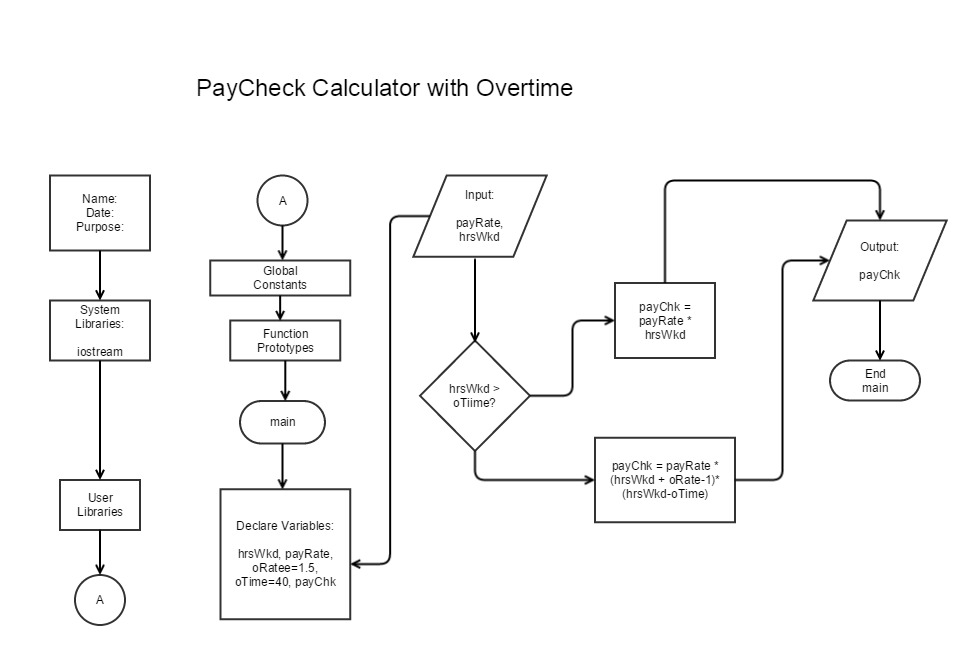 PayCheck Calculator with Overtime
Name:
Date:
Purpose:
System
Libraries:
iostream
User
Libraries
A
A
Global
Constants
Function
Prototypes
main
Declare Variables:
hrsWkd, payRate,
oRatee=1.5,
oTime=40, payChk
Input:
payRate,
hrsWkd
hrsWkd >
oTiime?
payChk =
payRate *
hrsWkd
payChk = payRate *
(hrsWkd + oRate-1)*
(hrsWkd-oTime)
Output:
payChk
End
main